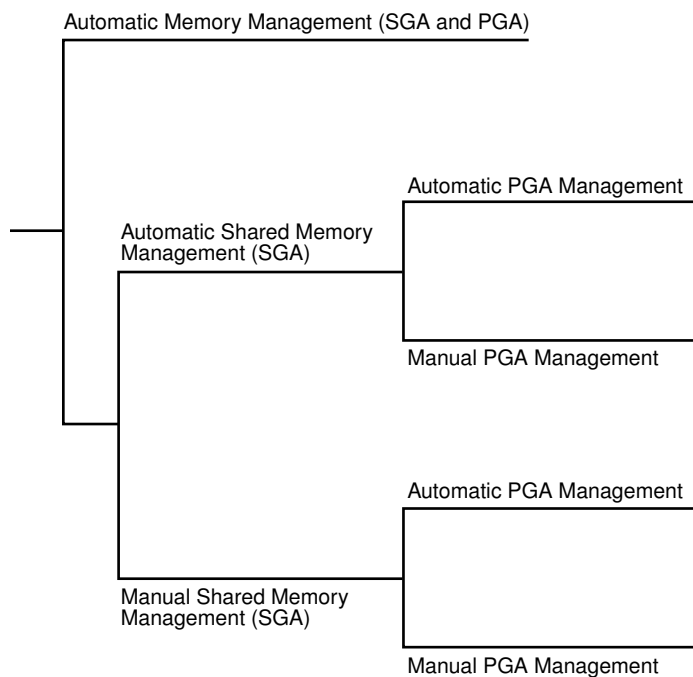 Automatic Memory Management (SGA and PGA)
Automatic PGA Management
Automatic Shared Memory
Management (SGA)
Manual PGA Management
Automatic PGA Management
Manual Shared Memory
Management (SGA)
Manual PGA Management